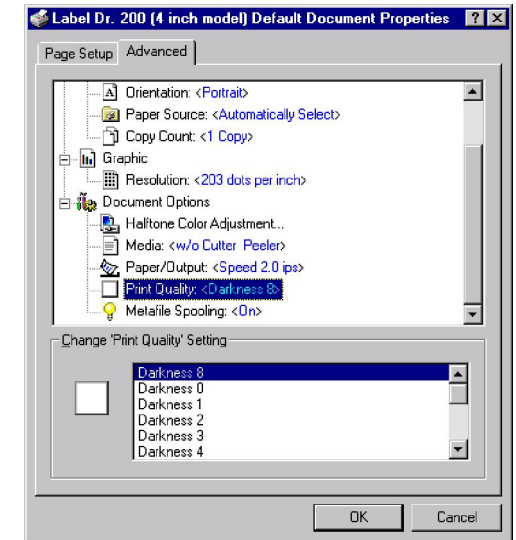 Label Dr. 200 (4 inch model) Default Document Properties
Page Setup Advanced
Orientation: <Portrait>
Paper Source: <Automatically Select>
Copy Count: <1 Copy>
Graphic
Resolution: <203 dots per inch>
Document Options
Halftone Color Adjustment...
Media: <w/o Cutter Peeler>
Paper/Output: <Speed 2.0 ips>
Print Quality: <Darkness 8>
Metafile Spooling: <On>
Change 'Print Quality' Setting
Darkness 8
Darkness 0
Darkness 1
Darkness 2
Darkness 3
Darkness 4
OK Cancel